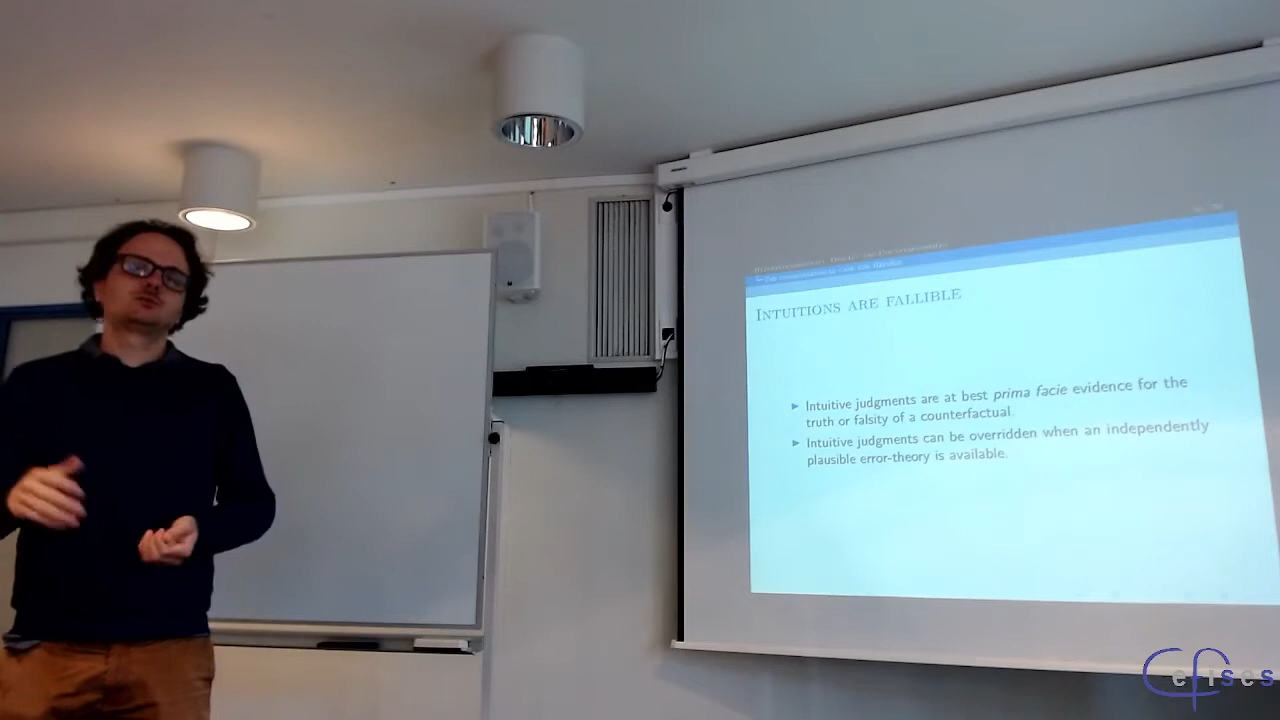 INTUITIONS ARE FALLIBLE
▶ Intuitive judgments are at best prima facie evidence for the
truth or falsity of a counterfactual.
▶ Intuitive judgments can be overridden when an independently
plausible error-theory is available.
Cefises